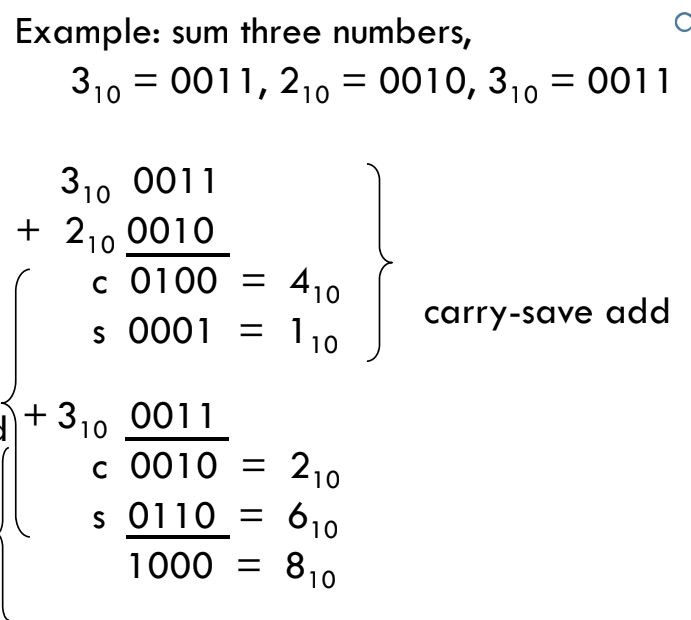 Example: sum three numbers,
3₁₀ = 0011, 2₁₀ = 0010, 3₁₀ = 0011
3₁₀ 0011
+ 2₁₀ 0010
c 0100 = 4₁₀
s 0001 = 1₁₀
carry-save add
+ 3₁₀ 0011
c 0010 = 2₁₀
s 0110 = 6₁₀
1000 = 8₁₀